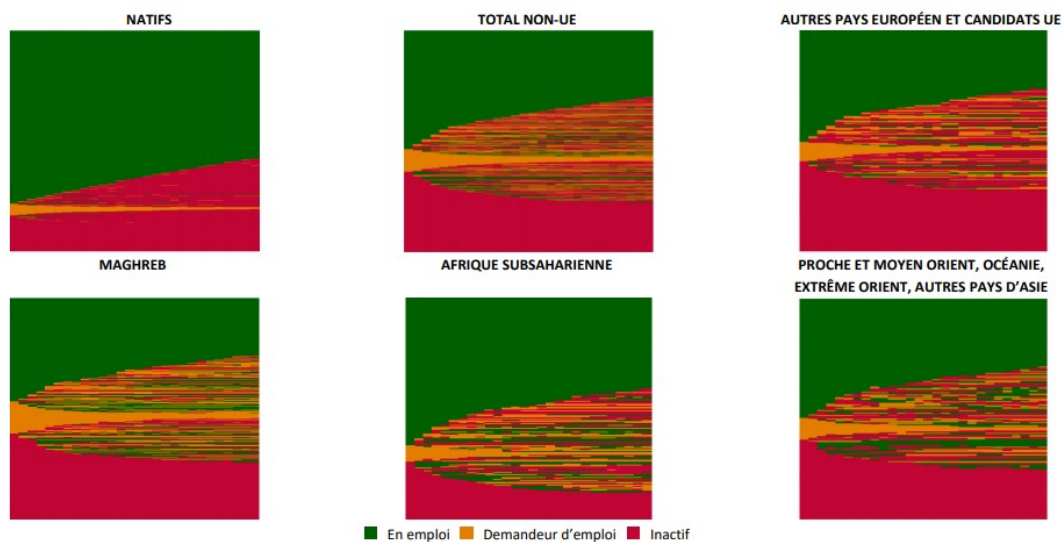 NATIFS
TOTAL NON-UE
AUTRES PAYS EUROPÉEN ET CANDIDATS UE
MAGHREB
AFRIQUE SUBSAHARIENNE
PROCHE ET MOYEN ORIENT, OCÉANIE,
EXTRÊME ORIENT, AUTRES PAYS D’ASIE
En emploi Demandeur d’emploi Inactif